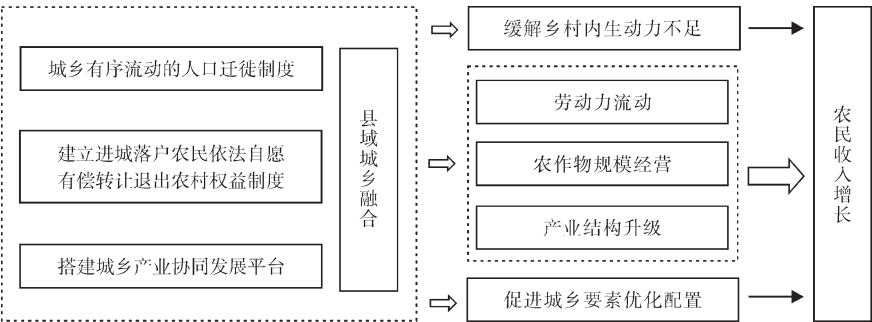 城乡有序流动的人口迁徙制度
建立进城落户农民依法自愿
有偿转让退出农村权益制度
搭建城乡产业协同发展平台
县域城乡融合
缓解乡村内生动力不足
劳动力流动
农作物规模经营
产业结构升级
促进城乡要素优化配置
农民收入增长